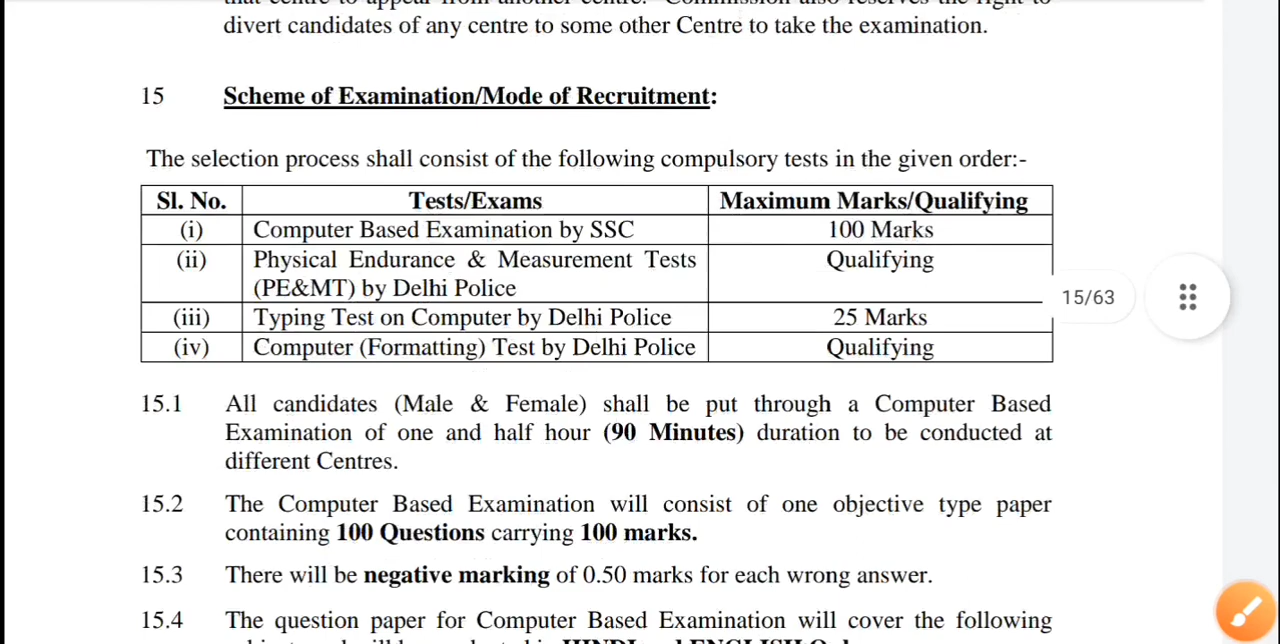 divert candidates of any centre to some other Centre to take the examination.
15 Scheme of Examination/Mode of Recruitment:
The selection process shall consist of the following compulsory tests in the given order:-
Sl. No. Tests/Exams Maximum Marks/Qualifying
(i) Computer Based Examination by SSC 100 Marks
(ii) Physical Endurance & Measurement Tests Qualifying
(PE&MT) by Delhi Police
15/63
(iii) Typing Test on Computer by Delhi Police 25 Marks
(iv) Computer (Formatting) Test by Delhi Police Qualifying
15.1 All candidates (Male & Female) shall be put through a Computer Based
Examination of one and half hour (90 Minutes) duration to be conducted at
different Centres.
15.2 The Computer Based Examination will consist of one objective type paper
containing 100 Questions carrying 100 marks.
15.3 There will be negative marking of 0.50 marks for each wrong answer.
15.4 The question paper for Computer Based Examination will cover the following